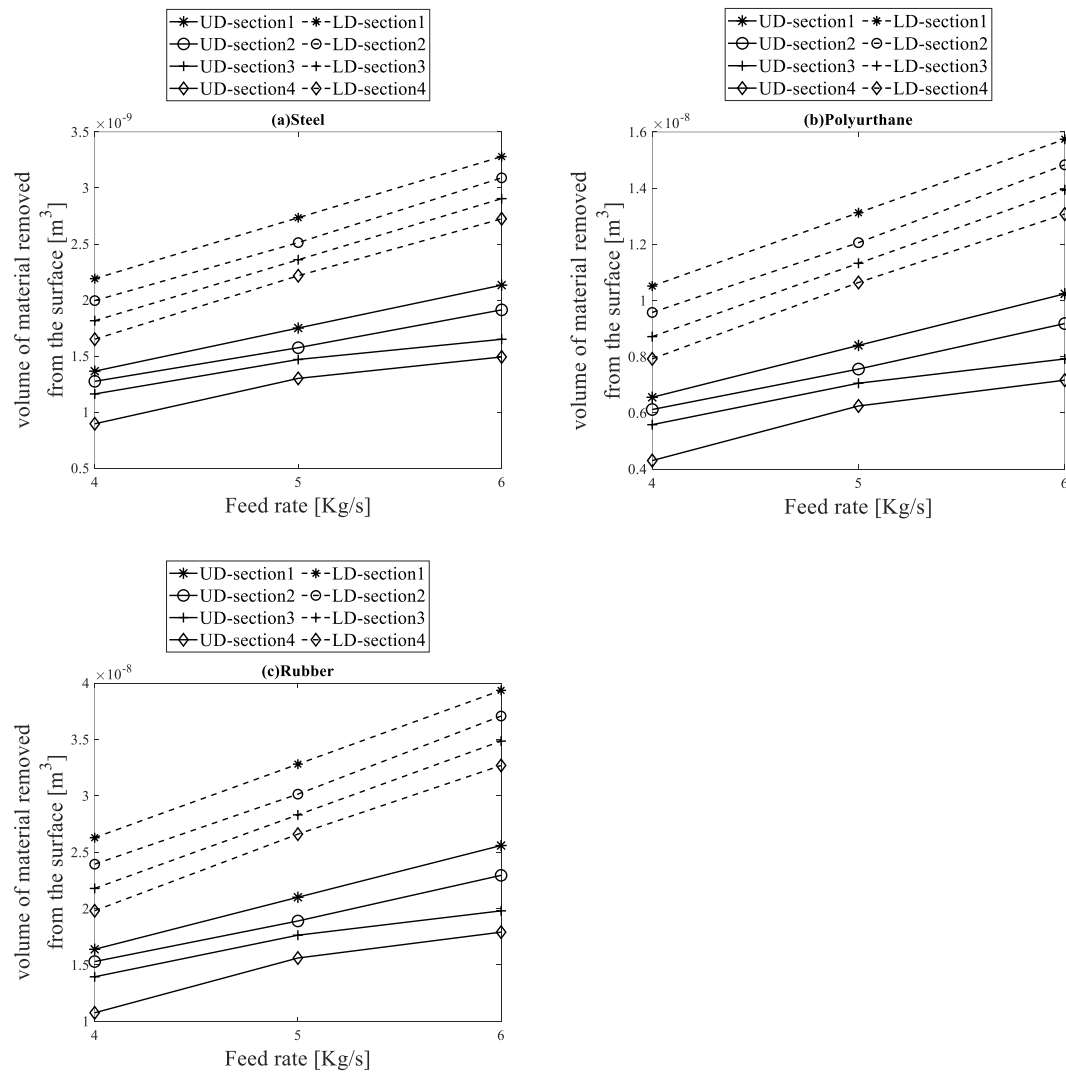 UD-section1 LD-section1
UD-section2 LD-section2
UD-section3 LD-section3
UD-section4 LD-section4
×10^-9
(a)Steel
3.5
3
2.5
2
1.5
1
0.5
volume of material removed
from the surface [m^3]
4 5 6
Feed rate [Kg/s]
UD-section1 LD-section1
UD-section2 LD-section2
UD-section3 LD-section3
UD-section4 LD-section4
×10^-8
(b)Polyurthane
1.6
1.4
1.2
1
0.8
0.6
0.4
volume of material removed
from the surface [m^3]
4 5 6
Feed rate [Kg/s]
UD-section1 LD-section1
UD-section2 LD-section2
UD-section3 LD-section3
UD-section4 LD-section4
×10^-8
(c)Rubber
4
3.5
3
2.5
2
1.5
1
volume of material removed
from the surface [m^3]
4 5 6
Feed rate [Kg/s]